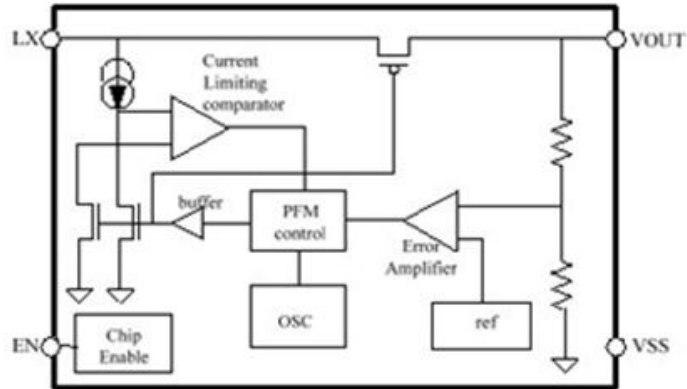 LX
VOUT
Current
Limiting
comparator
buffer
PFM
control
Error
Amplifier
OSC
ref
EN
Chip
Enable
VSS